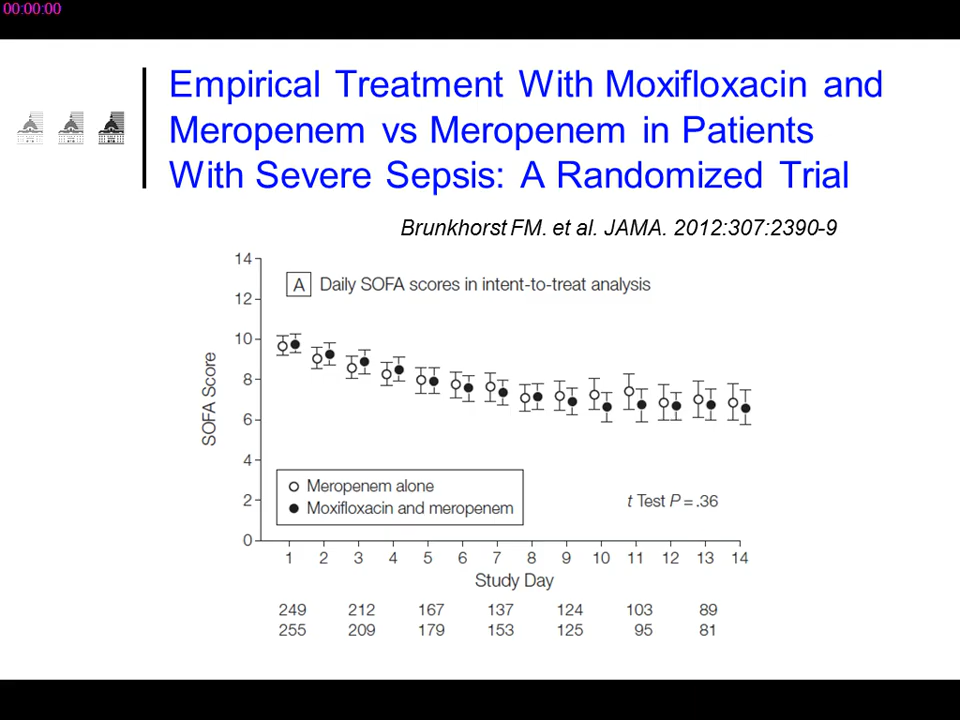 00:00:00
Empirical Treatment With Moxifloxacin and
Meropenem vs Meropenem in Patients
With Severe Sepsis: A Randomized Trial
Brunkhorst FM. et al. JAMA. 2012:307:2390-9
A Daily SOFA scores in intent-to-treat analysis
14
12
10
8
6
4
2
0
SOFA Score
Meropenem alone
Moxifloxacin and meropenem
t Test P = .36
1 2 3 4 5 6 7 8 9 10 11 12 13 14
Study Day
249 212 167 137 124 103 89
255 209 179 153 125 95 81